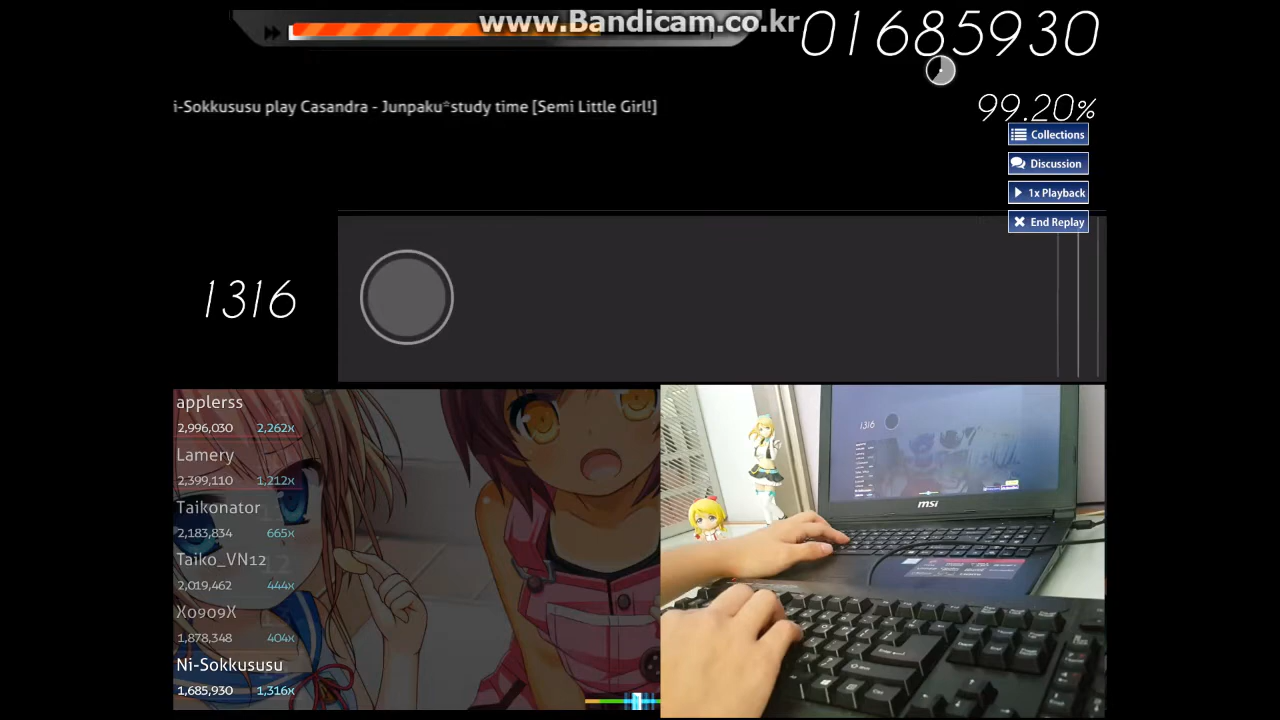 www.Bandicam.co.kr
01685930
i-Sokkususu play Casandra - Junpaku*study time [Semi Little Girl!]
99.20%
Collections
Discussion
1x Playback
End Replay
1316
applerss
2,996,030 2,262x
Lamery
2,399,110 1,212x
Taikonator
2,183,834 665x
Taiko_VN12
2,019,462 444x
X0909X
1,878,348 404x
Ni-Sokkususu
1,685,930 1,316x
1316
msi